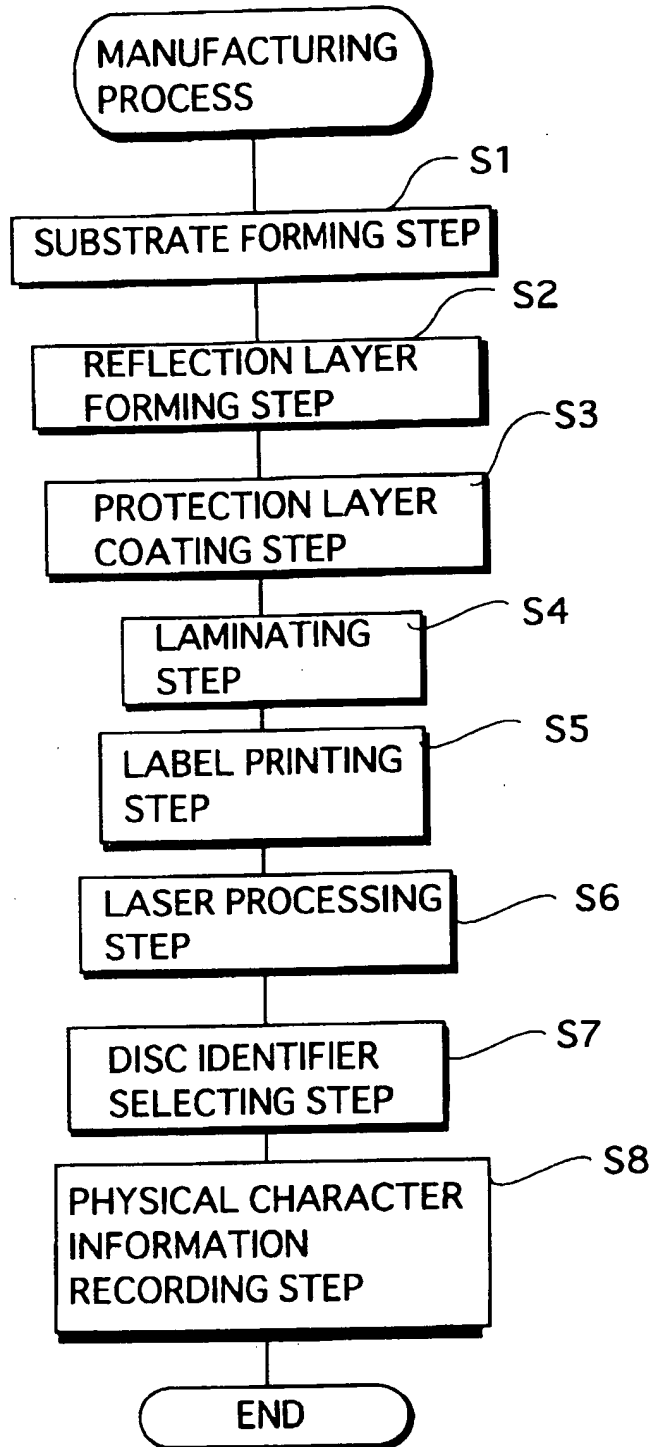 MANUFACTURING
PROCESS
S1
SUBSTRATE FORMING STEP
S2
REFLECTION LAYER
FORMING STEP
S3
PROTECTION LAYER
COATING STEP
S4
LAMINATING
STEP
S5
LABEL PRINTING
STEP
S6
LASER PROCESSING
STEP
S7
DISC IDENTIFIER
SELECTING STEP
S8
PHYSICAL CHARACTER
INFORMATION
RECORDING STEP
END